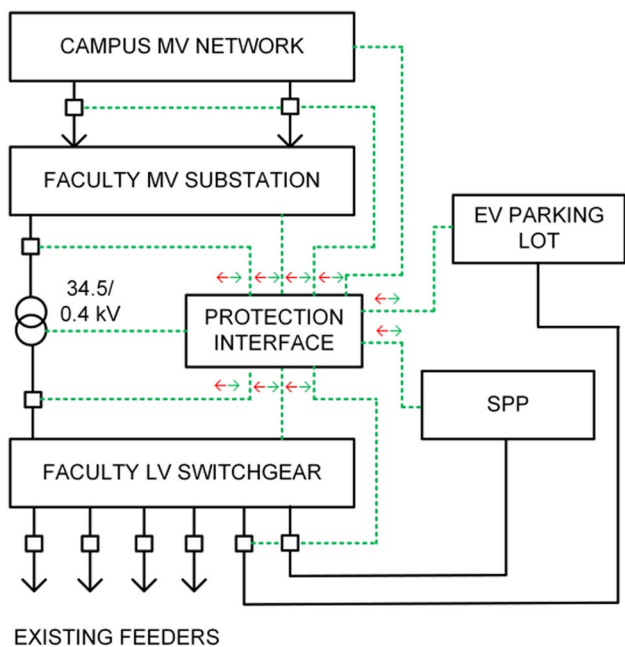 CAMPUS MV NETWORK
FACULTY MV SUBSTATION
EV PARKING
LOT
34.5/
0.4 kV
PROTECTION
INTERFACE
SPP
FACULTY LV SWITCHGEAR
EXISTING FEEDERS